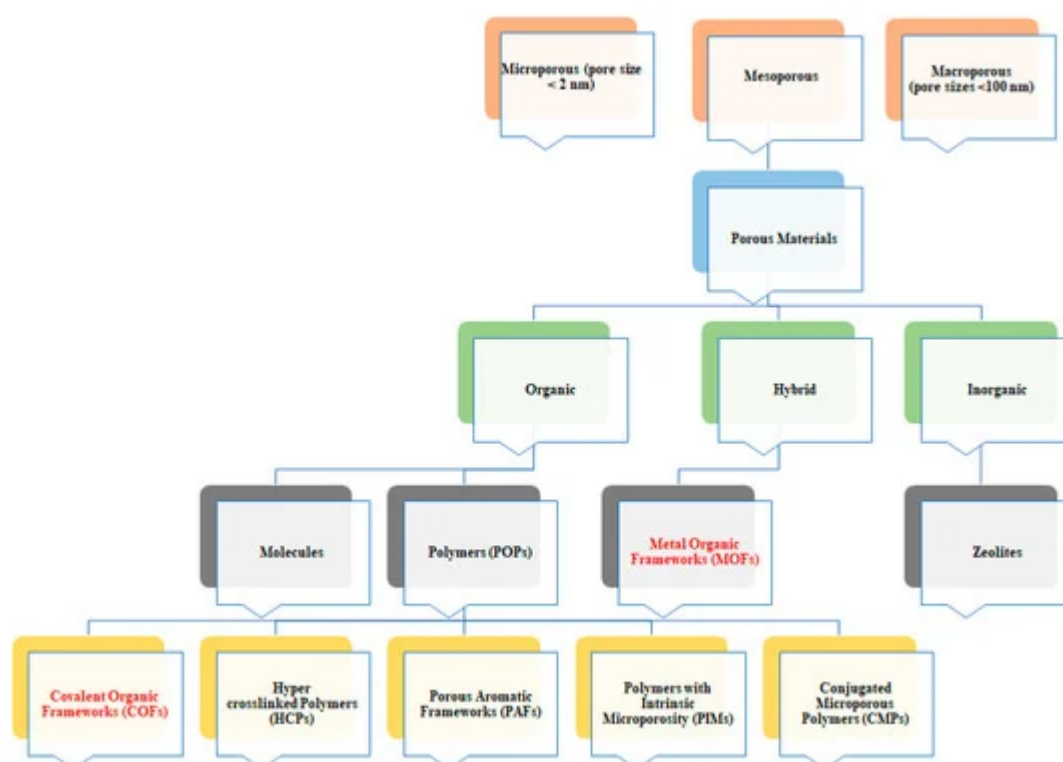 Microporous (pore size
< 2 nm)
Mesoporous
Macroporous
(pore sizes <100 nm)
Porous Materials
Organic
Hybrid
Inorganic
Molecules
Polymers (POPs)
Metal Organic
Frameworks (MOFs)
Zeolites
Covalent Organic
Frameworks (COFs)
Hyper
crosslinked Polymers
(HCPs)
Porous Aromatic
Frameworks (PAFs)
Polymers with
Intrinsic
Microporosity (PIMs)
Conjugated
Microporous
Polymers (CMPs)